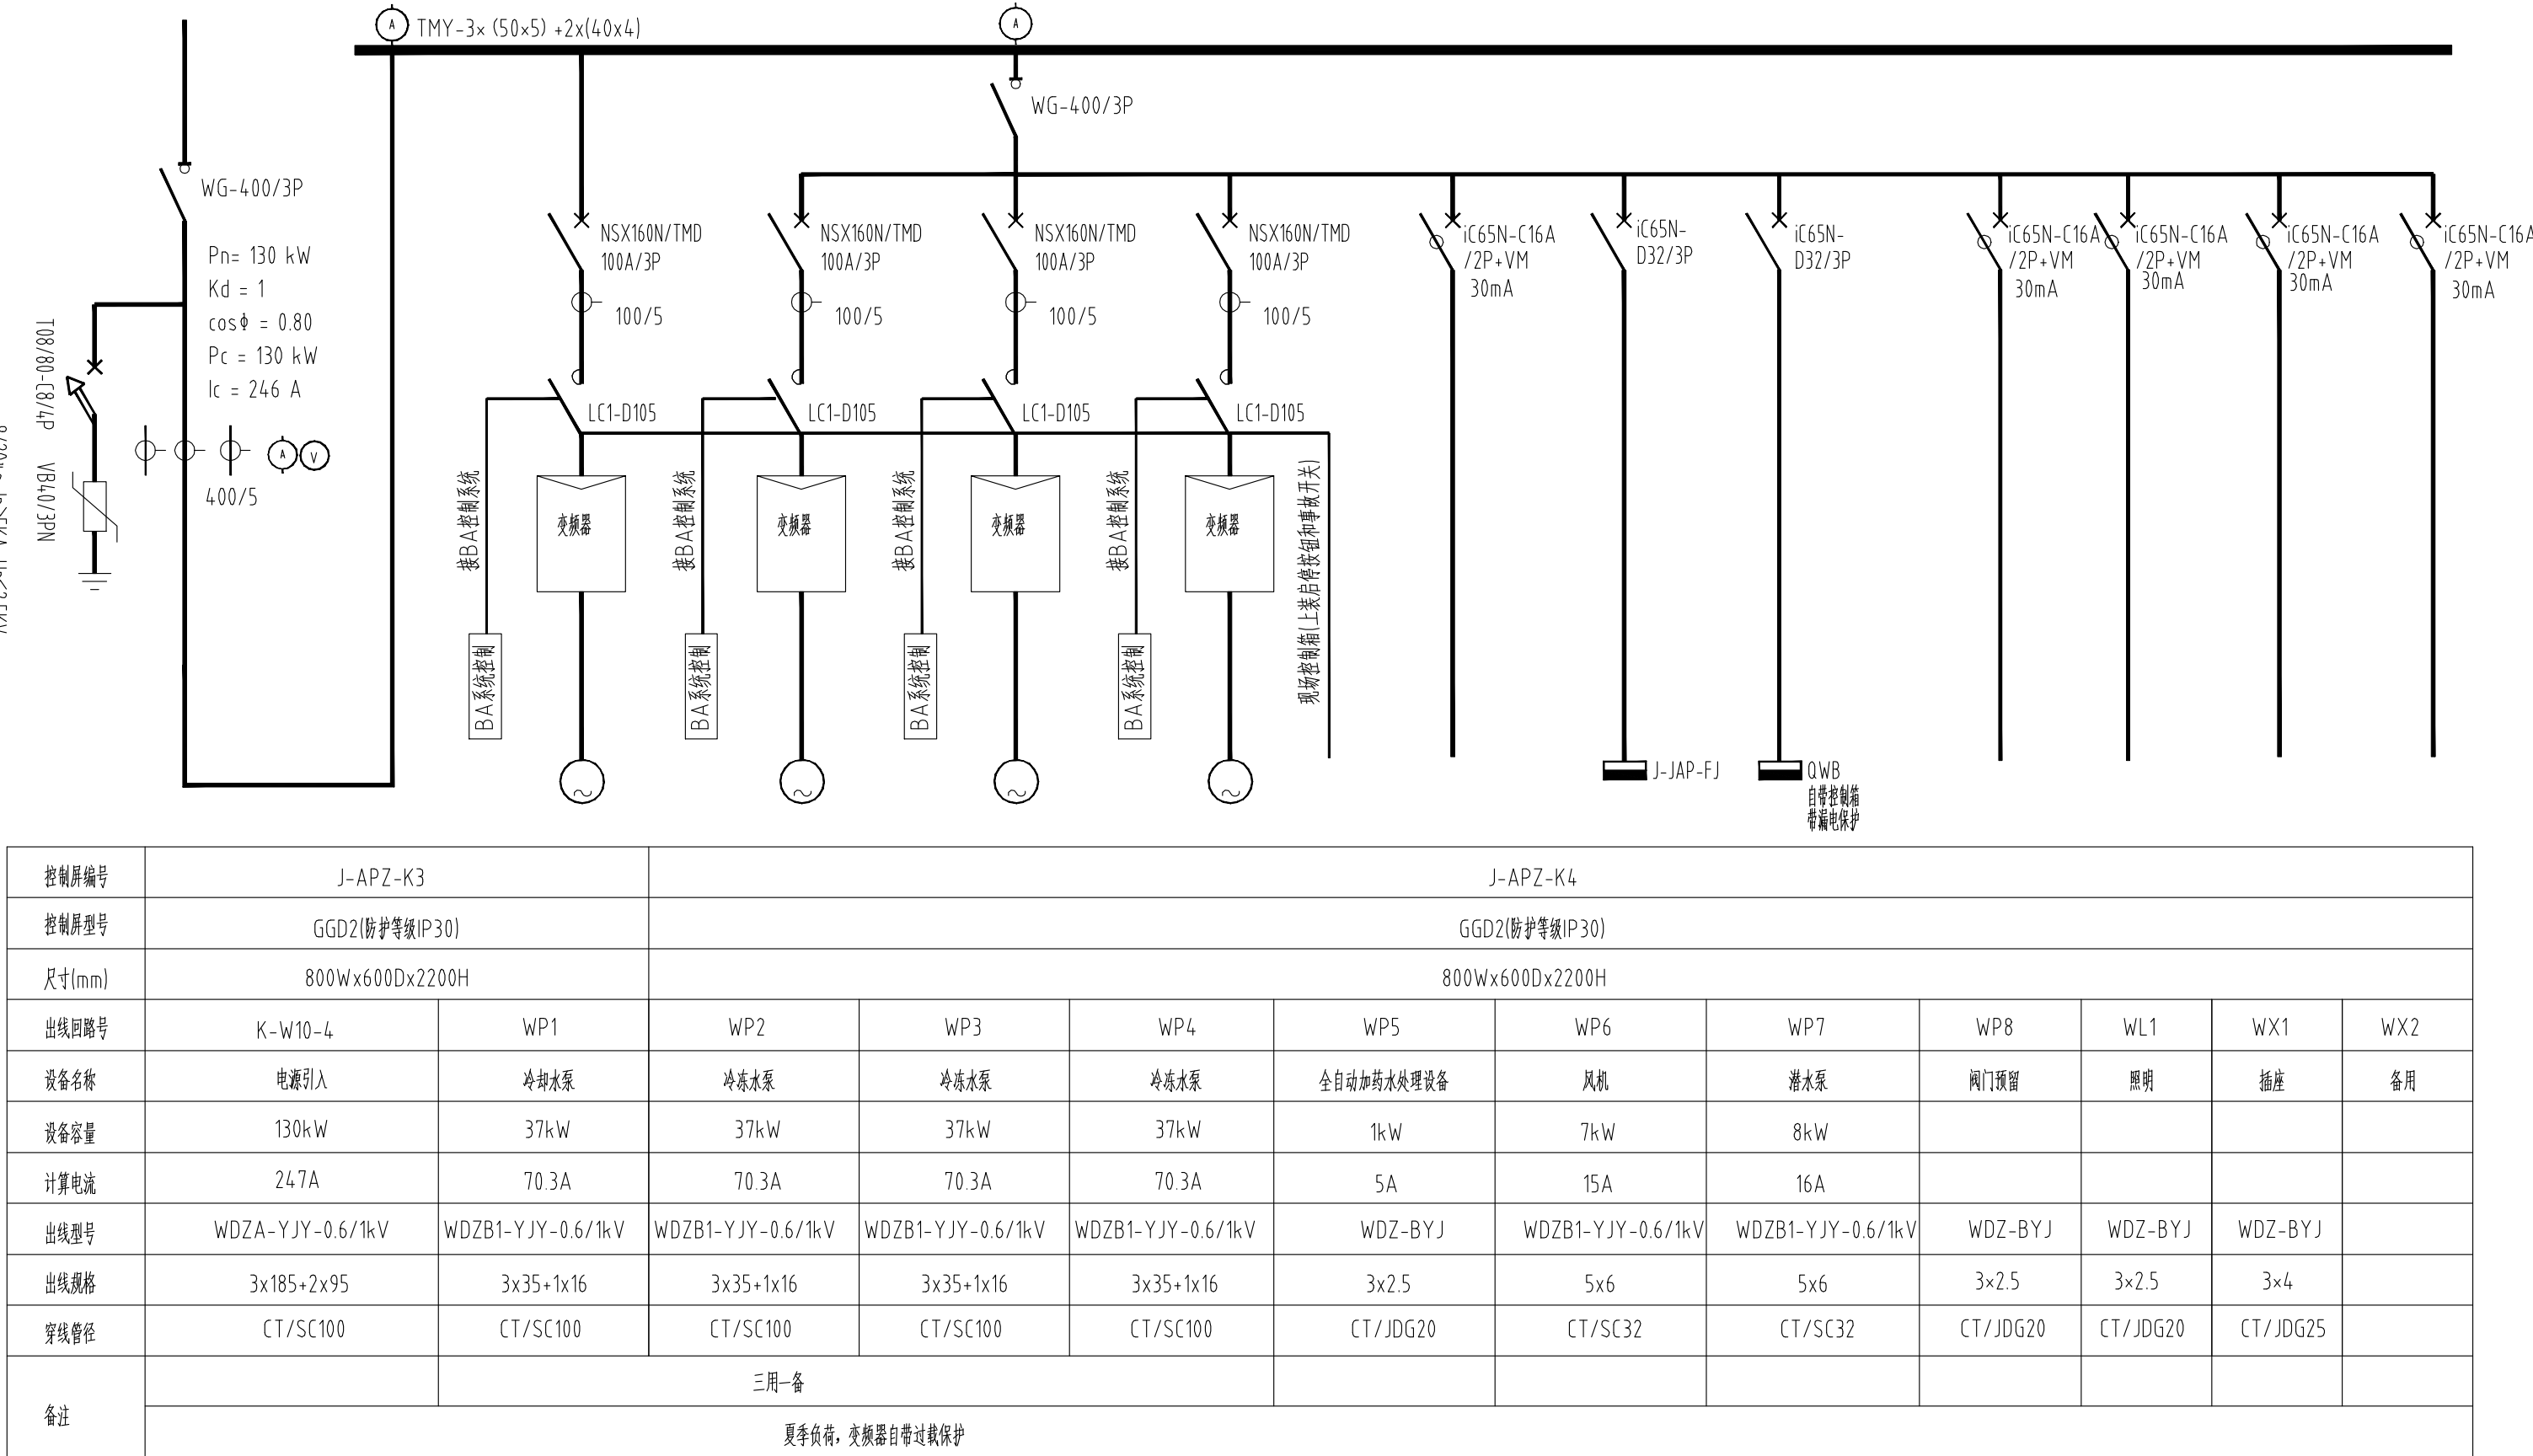 A
TMY-3×(50x5)+2x(40x4)
A
WG-400/3P
WG-400/3P
Pn= 130 kW
Kd = 1
cosΦ = 0.80
Pc = 130 kW
Ic = 246 A
A
V
400/5
T08/80-C8/4P
VB40/3PN
NSX160N/TMD
100A/3P
100/5
LC1-D105
接BA控制系统
变频器
BA系统控制
NSX160N/TMD
100A/3P
100/5
LC1-D105
接BA控制系统
变频器
BA系统控制
NSX160N/TMD
100A/3P
100/5
LC1-D105
接BA控制系统
变频器
BA系统控制
NSX160N/TMD
100A/3P
100/5
LC1-D105
接BA控制系统
变频器
BA系统控制
现场控制箱(上装启停按钮和事故开关)
iC65N-C16A
/2P+VM
30mA
iC65N-
D32/3P
J-JAP-FJ
iC65N-
D32/3P
QWB
自带控制箱
带漏电保护
iC65N-C16A
/2P+VM
30mA
iC65N-C16A
/2P+VM
30mA
iC65N-C16A
/2P+VM
30mA
iC65N-C16A
/2P+VM
30mA
控制屏编号 J-APZ-K3 J-APZ-K4
控制屏型号 GGD2(防护等级IP30) GGD2(防护等级IP30)
尺寸(mm) 800Wx600Dx2200H 800Wx600Dx2200H
出线回路号 K-W10-4 WP1 WP2 WP3 WP4 WP5 WP6 WP7 WP8 WL1 WX1 WX2
设备名称 电源引入 冷却水泵 冷冻水泵 冷冻水泵 冷冻水泵 全自动加药水处理设备 风机 潜水泵 阀门预留 照明 插座 备用
设备容量 130kW 37kW 37kW 37kW 37kW 1kW 7kW 8kW
计算电流 247A 70.3A 70.3A 70.3A 70.3A 5A 15A 16A
出线型号 WDZA-YJY-0.6/1kV WDZB1-YJY-0.6/1kV WDZB1-YJY-0.6/1kV WDZB1-YJY-0.6/1kV WDZB1-YJY-0.6/1kV WDZ-BYJ WDZB1-YJY-0.6/1kV WDZB1-YJY-0.6/1kV WDZ-BYJ WDZ-BYJ WDZ-BYJ
出线规格 3x185+2x95 3x35+1x16 3x35+1x16 3x35+1x16 3x35+1x16 3x2.5 5x6 5x6 3×2.5 3×2.5 3×4
穿线管径 CT/SC100 CT/SC100 CT/SC100 CT/SC100 CT/SC100 CT/JDG20 CT/SC32 CT/SC32 CT/JDG20 CT/JDG20 CT/JDG25
备注 三用一备
夏季负荷，变频器自带过载保护